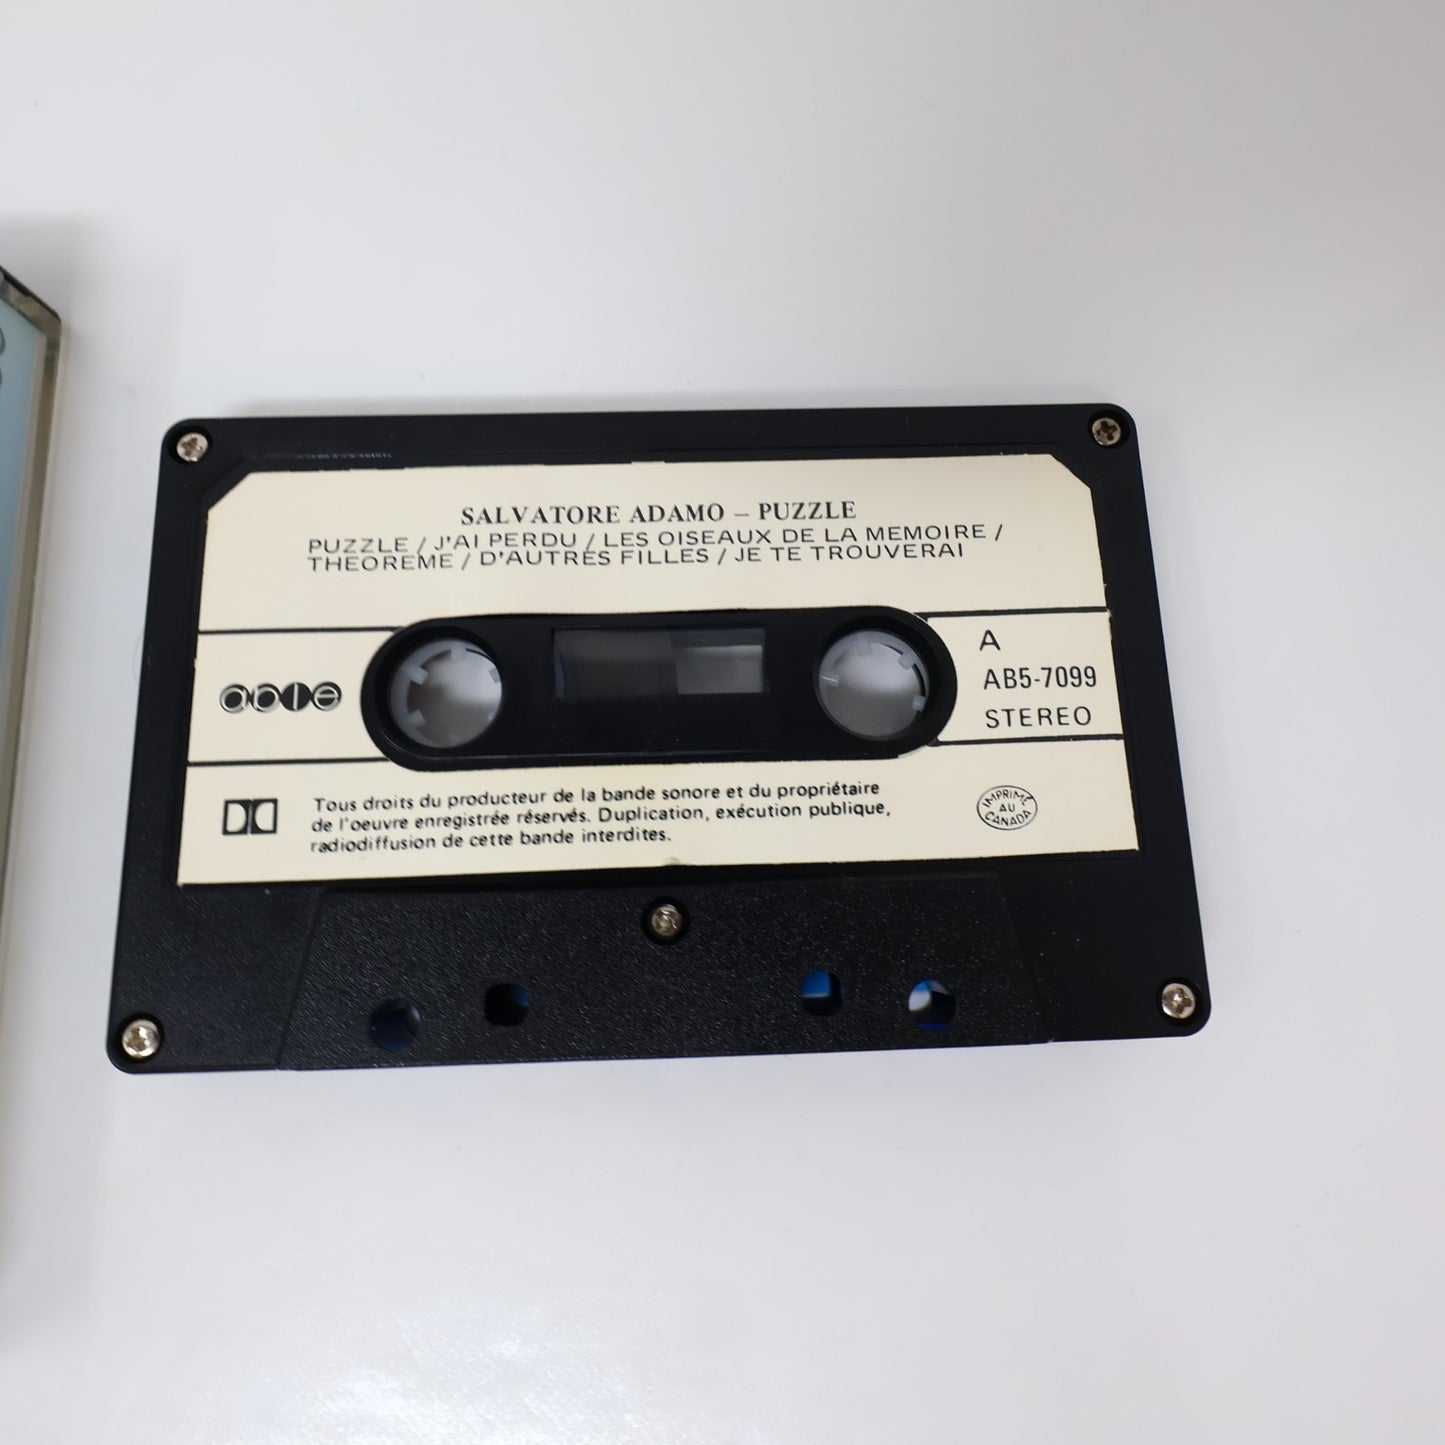 SALVATORE ADAMO – PUZZLE
PUZZLE / J'AI PERDU / LES OISEAUX DE LA MEMOIRE /
THEOREME / D'AUTRES FILLES / JE TE TROUVERAI
able
A
AB5-7099
STEREO
Tous droits du producteur de la bande sonore et du propriétaire
de l'oeuvre enregistrée réservés. Duplication, exécution publique,
radiodiffusion de cette bande interdites.
IMPRIMÉ
AU
CANADA